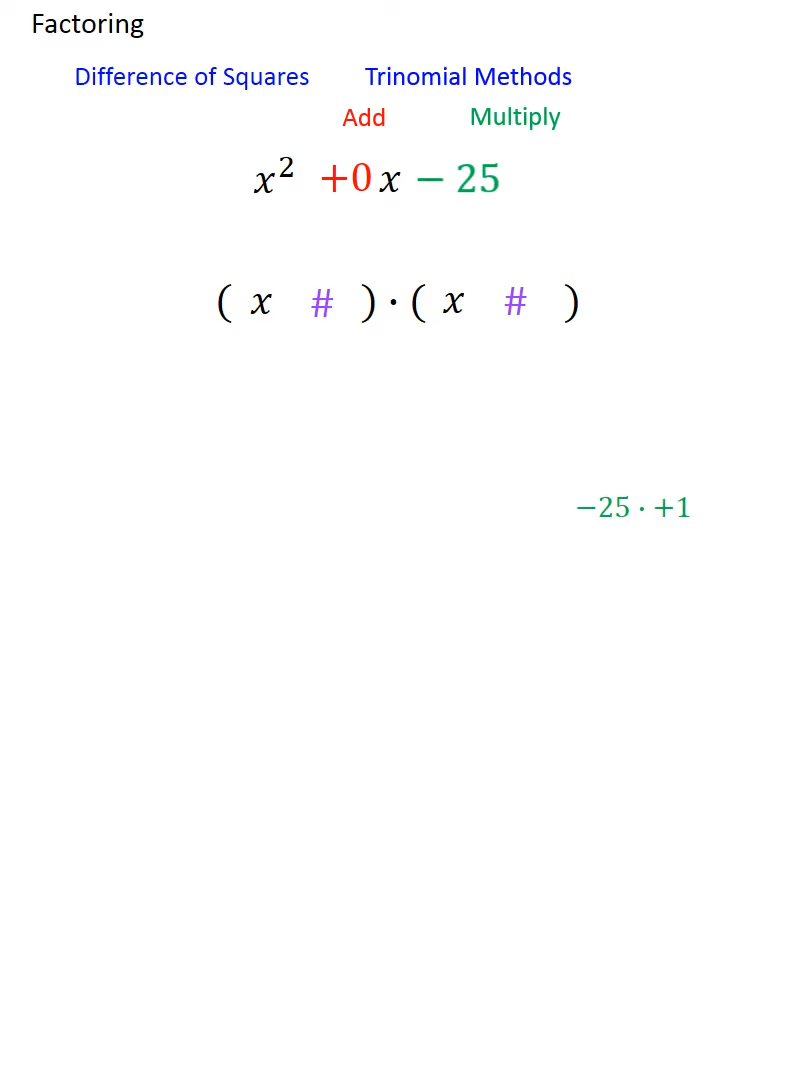 Factoring
Difference of Squares Trinomial Methods
Add Multiply
x² +0x − 25
( x # ) · ( x # )
−25 · +1